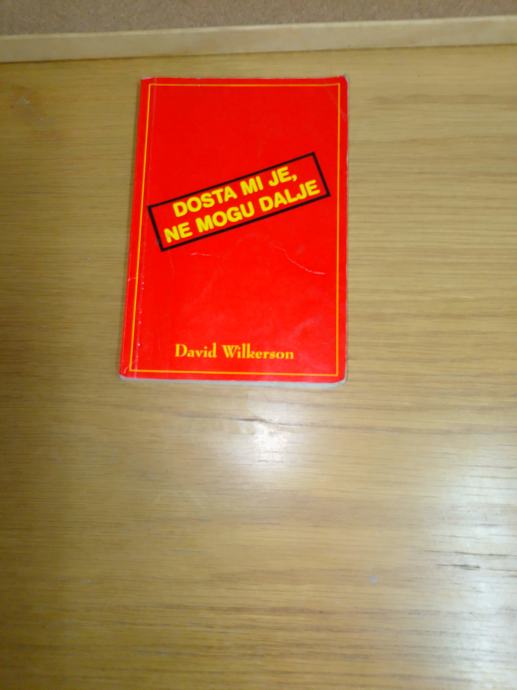 DOSTA MI JE,
NE MOGU DALJE
David Wilkerson